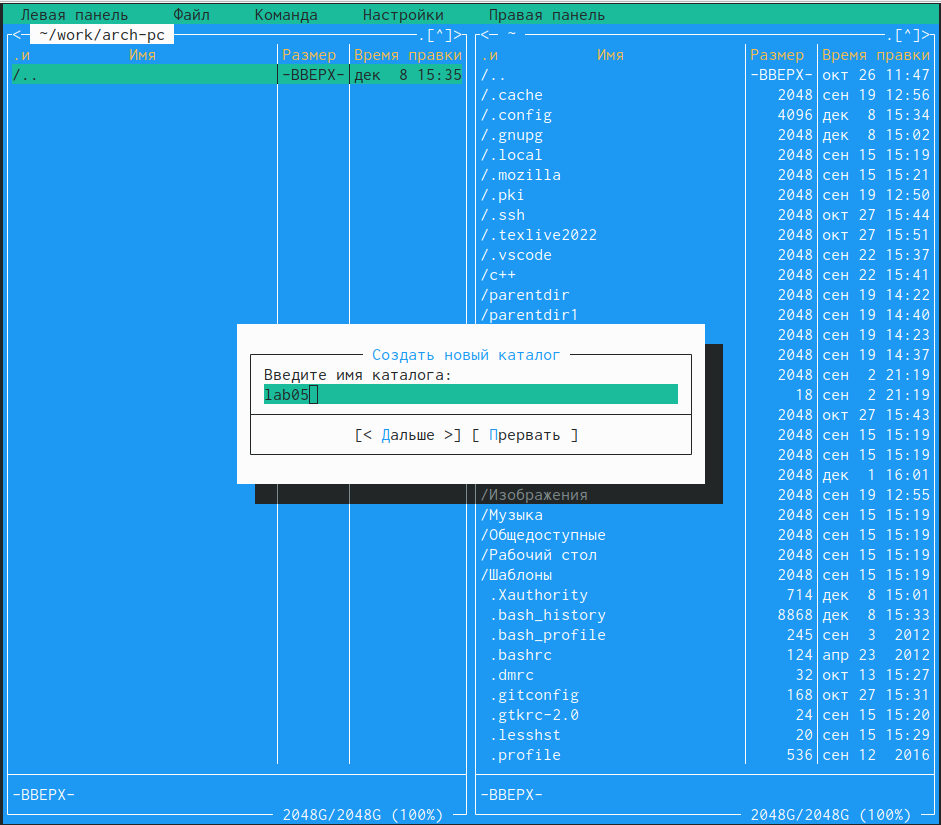 Левая панель Файл Команда Настройки Правая панель
<– ~/work/arch-pc .[^]>
.и Имя Размер Время правки
/.. -ВВЕРХ- дек 8 15:35
-ВВЕРХ-
2048G/2048G (100%)
<– ~ .[^]>
.и Имя Размер Время правки
/.. -ВВЕРХ- окт 26 11:47
/.cache 2048 сен 19 12:56
/.config 4096 дек 8 15:34
/.gnupg 2048 дек 8 15:02
/.local 2048 сен 15 15:19
/.mozilla 2048 сен 15 15:21
/.pki 2048 сен 19 12:50
/.ssh 2048 окт 27 15:44
/.texlive2022 2048 окт 27 15:51
/.vscode 2048 сен 22 15:37
/c++ 2048 сен 22 15:41
/parentdir 2048 сен 19 14:22
/parentdir1 2048 сен 19 14:40
2048 сен 19 14:23
2048 сен 19 14:37
2048 сен 2 21:19
18 сен 2 21:19
2048 окт 27 15:43
2048 сен 15 15:19
2048 сен 15 15:19
2048 дек 1 16:01
/Изображения 2048 сен 19 12:55
/Музыка 2048 сен 15 15:19
/Общедоступные 2048 сен 15 15:19
/Рабочий стол 2048 сен 15 15:19
/Шаблоны 2048 сен 15 15:19
.Xauthority 714 дек 8 15:01
.bash_history 8868 дек 8 15:33
.bash_profile 245 сен 3 2012
.bashrc 124 апр 23 2012
.dmrc 32 окт 13 15:27
.gitconfig 168 окт 27 15:31
.gtkrc-2.0 24 сен 15 15:20
.lesshst 20 сен 15 15:29
.profile 536 сен 12 2016
-ВВЕРХ-
2048G/2048G (100%)
Создать новый каталог
Введите имя каталога:
lab05
[< Дальше >] [ Прервать ]